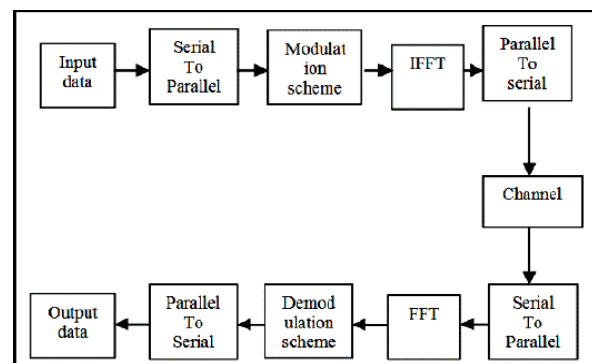 Input
data
Serial
To
Parallel
Modulat
ion
scheme
IFFT
Parallel
To
serial
Channel
Serial
To
Parallel
FFT
Demod
ulation
scheme
Parallel
To
Serial
Output
data